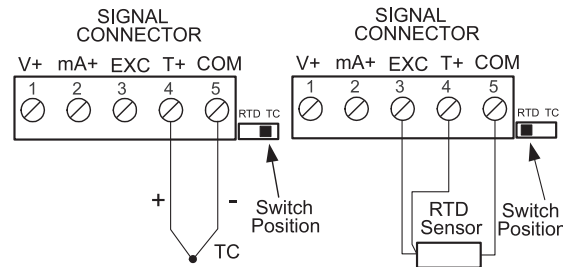 SIGNAL
CONNECTOR
V+ mA+ EXC T+ COM
1 2 3 4 5
RTD TC
+ -
Switch
Position
TC
SIGNAL
CONNECTOR
V+ mA+ EXC T+ COM
1 2 3 4 5
RTD TC
RTD
Sensor
Switch
Position